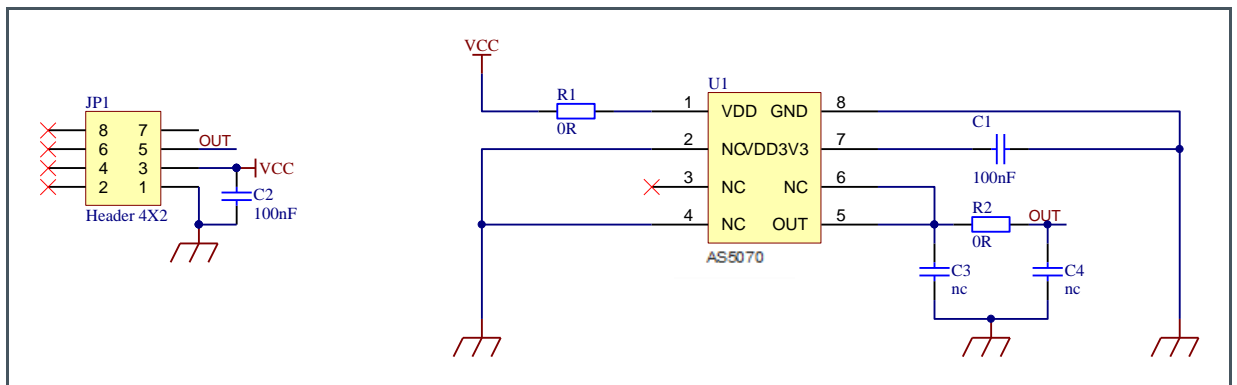 JP1
8 7
6 5 OUT
4 3 VCC
2 1
C2
100nF
Header 4X2
VCC
R1
0R
U1
1 VDD GND 8
2 NC VDD3V3 7
3 NC NC 6
4 NC OUT 5
AS5070
C1
100nF
R2
0R
OUT
C3
nc
C4
nc